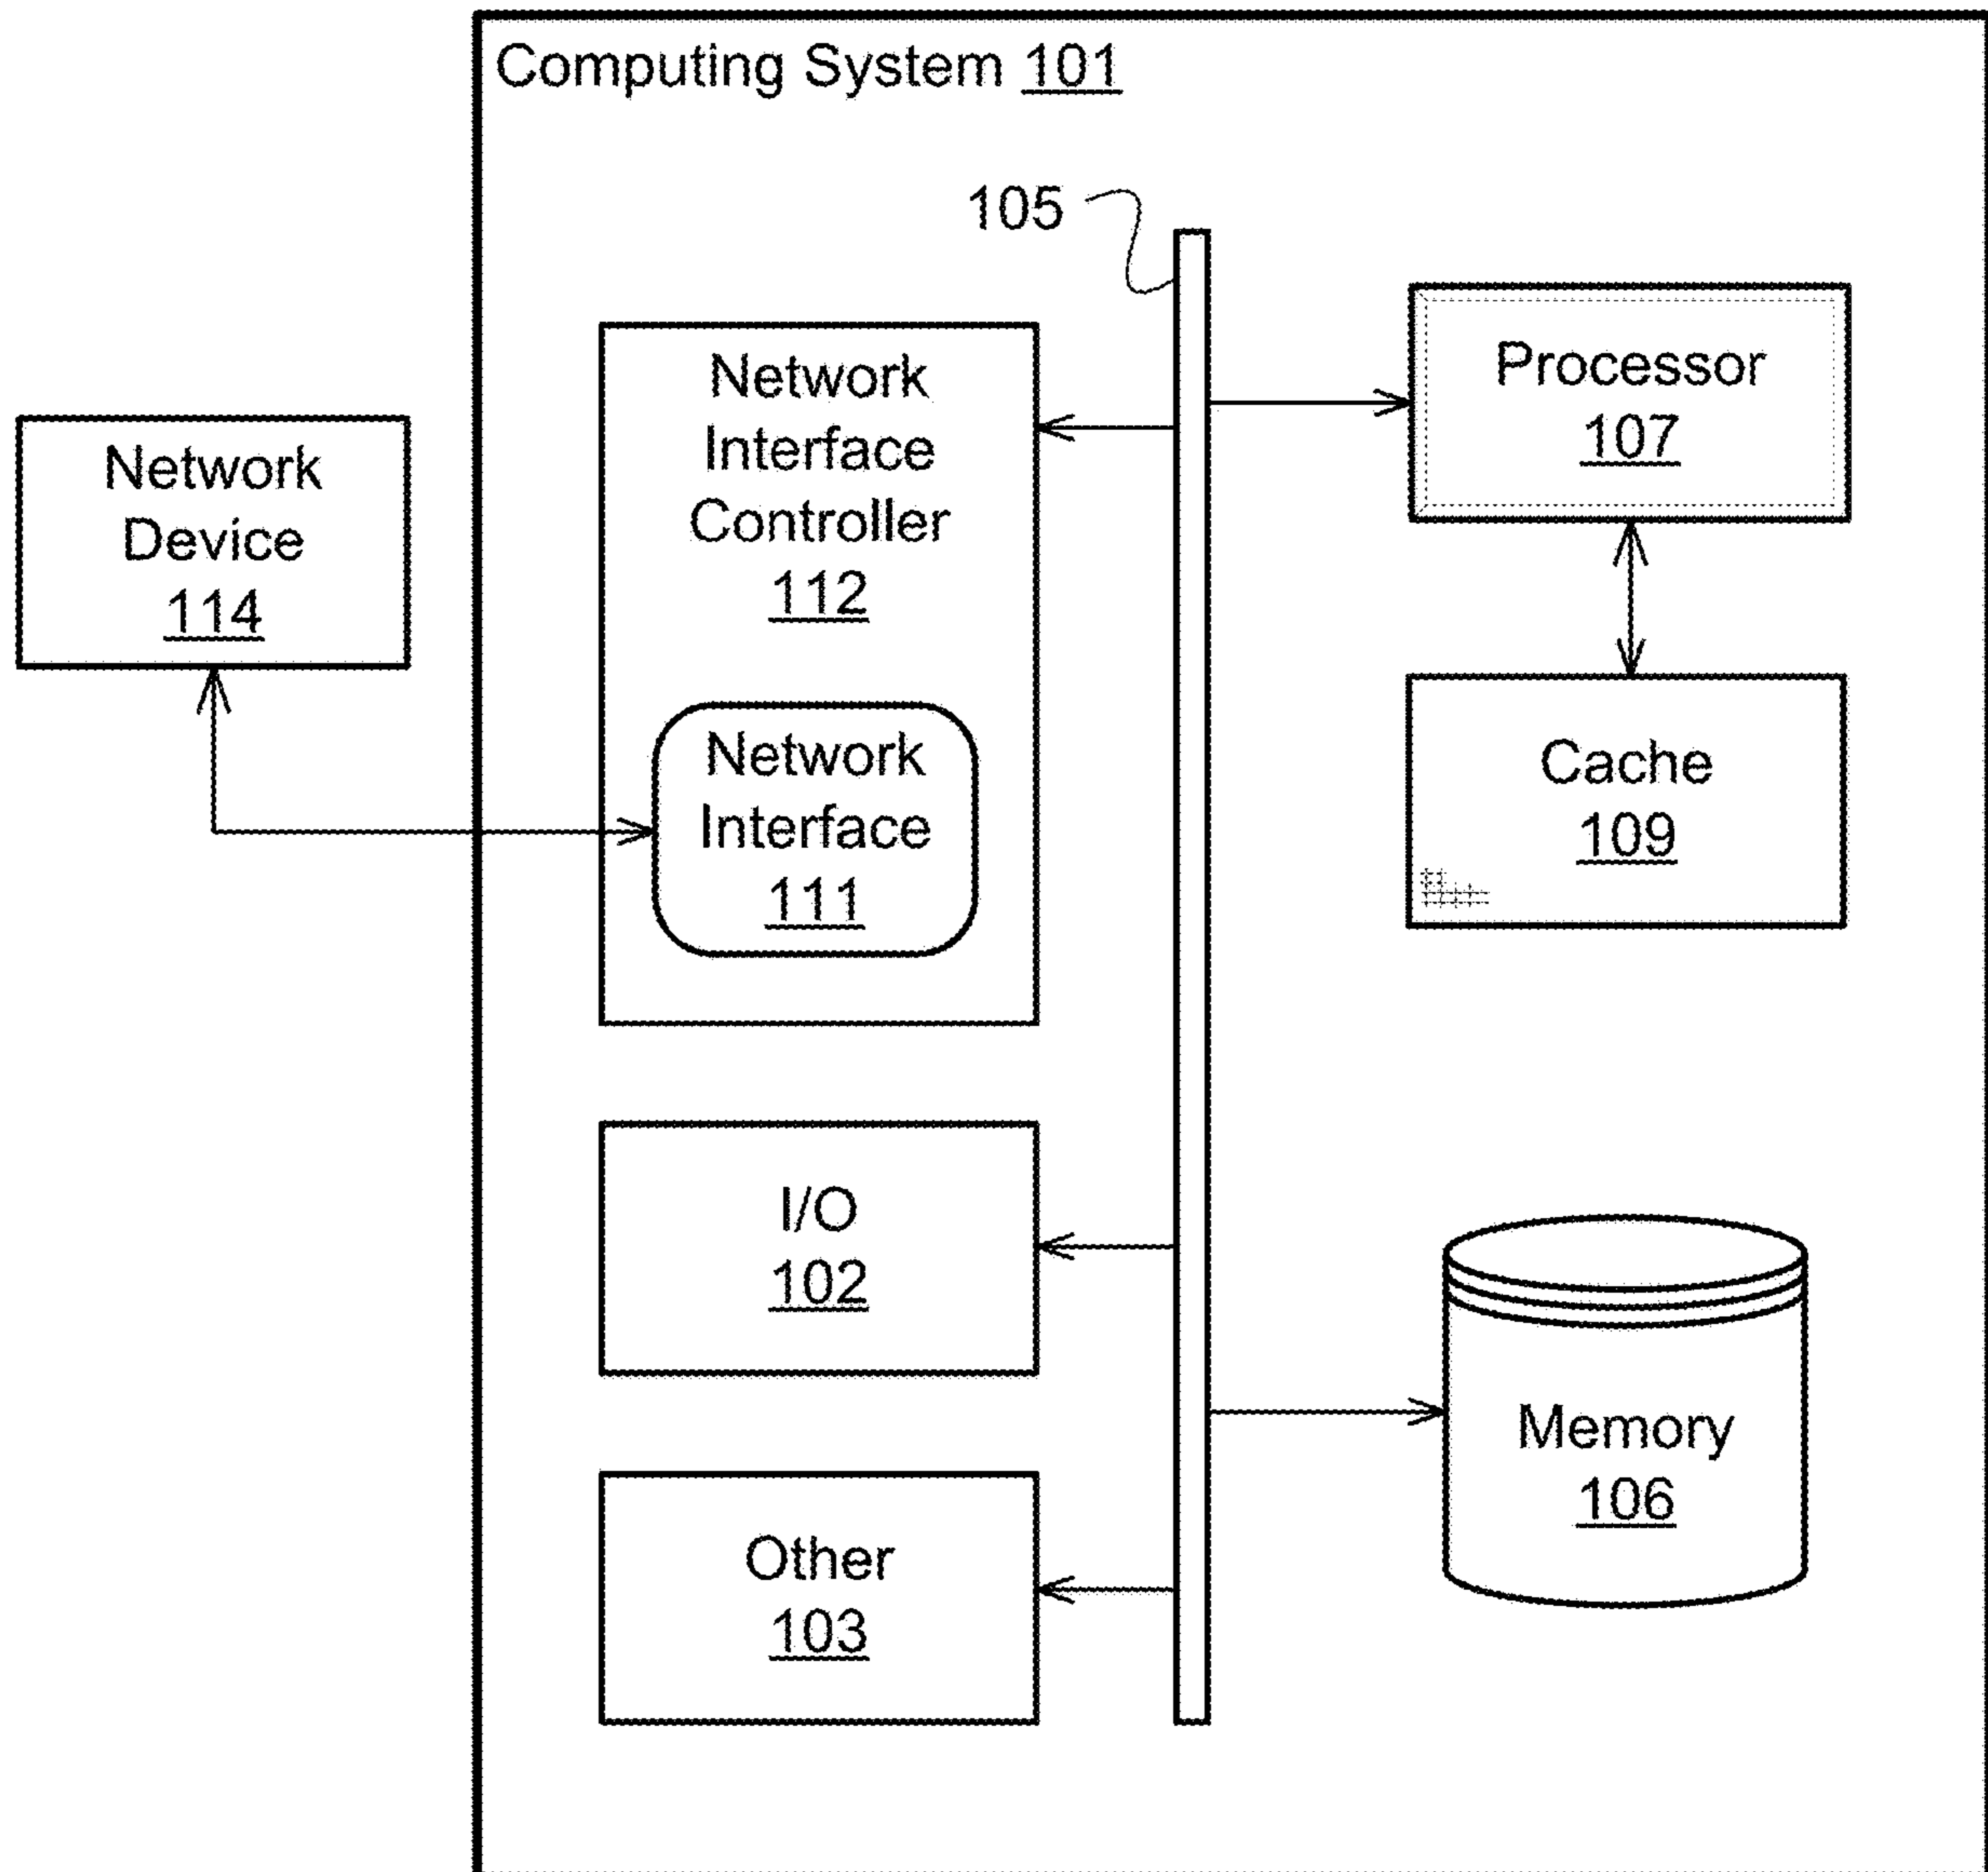 Computing System 101
105
Network
Interface
Controller
112
Processor
107
Network
Device
114
Network
Interface
111
Cache
109
I/O
102
Memory
106
Other
103